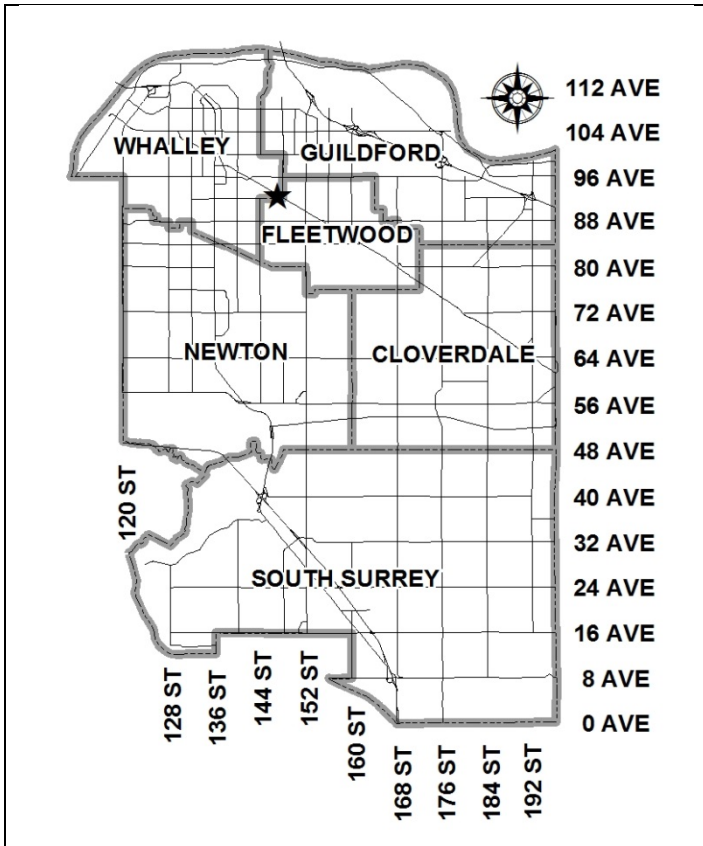 112 AVE
104 AVE
WHALLEY
GUILDFORD
96 AVE
88 AVE
FLEETWOOD
80 AVE
72 AVE
NEWTON
CLOVERDALE
64 AVE
56 AVE
48 AVE
120 ST
40 AVE
32 AVE
SOUTH SURREY
24 AVE
16 AVE
128 ST
136 ST
144 ST
152 ST
160 ST
8 AVE
0 AVE
168 ST
176 ST
184 ST
192 ST